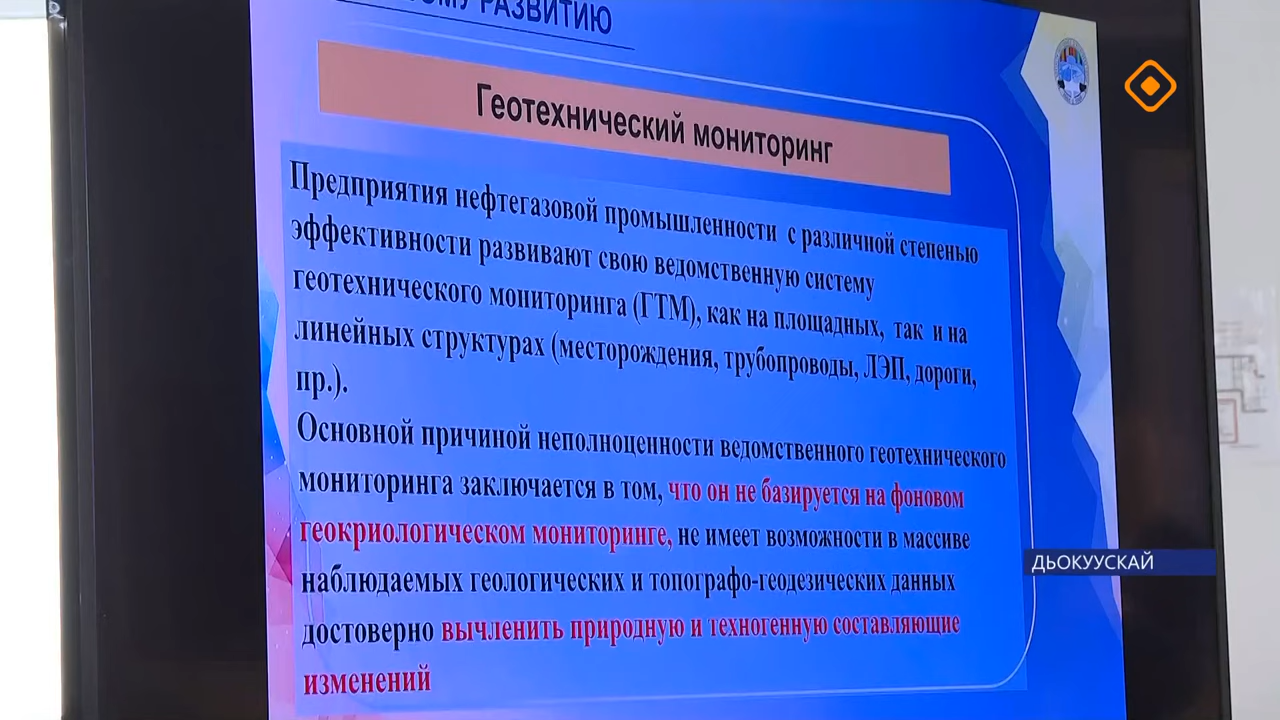 РАЗВИТИЮ
Геотехнический мониторинг
Предприятия нефтегазовой промышленности с различной степенью
эффективности развивают свою ведомственную систему
геотехнического мониторинга (ГТМ), как на площадных, так и на
линейных структурах (месторождения, трубопроводы, ЛЭП, дороги,
пр.).
Основной причиной неполноценности ведомственного геотехнического
мониторинга заключается в том, что он не базируется на фоновом
геокриологическом мониторинге, не имеет возможности в массиве
наблюдаемых геологических и топографо-геодезических данных
достоверно вычленить природную и техногенную составляющие
изменений
ДЬОКУУСКАЙ